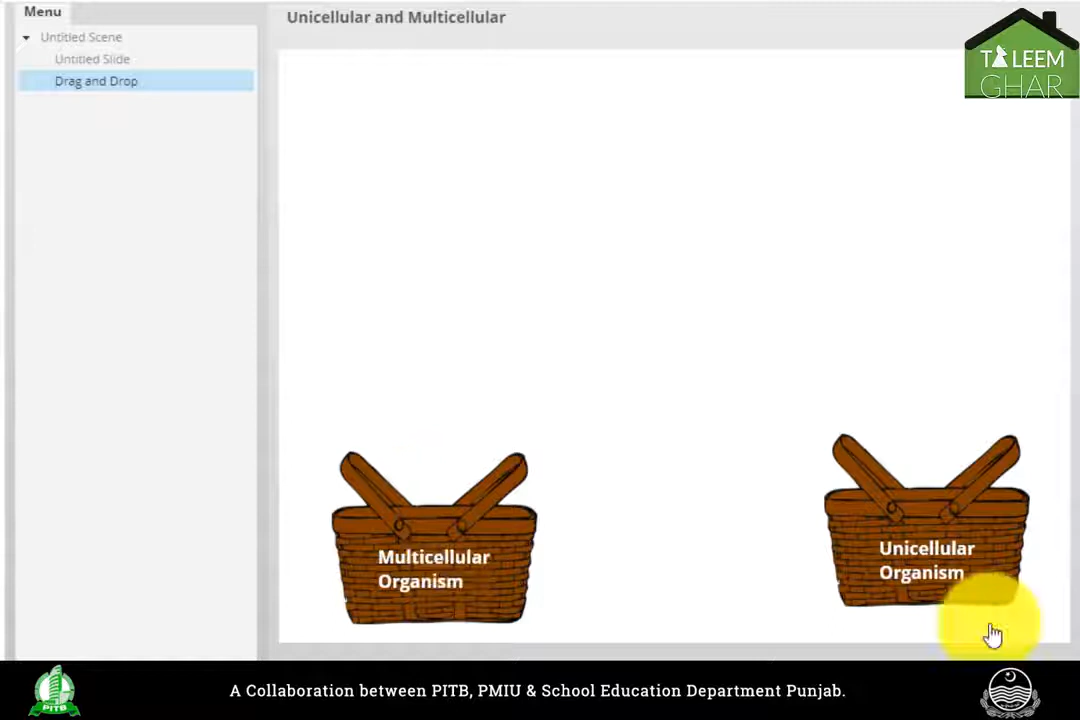 Menu
Untitled Scene
Untitled Slide
Drag and Drop
Unicellular and Multicellular
TALEEM
GHAR
Multicellular
Organism
Unicellular
Organism
PITB
A Collaboration between PITB, PMIU & School Education Department Punjab.